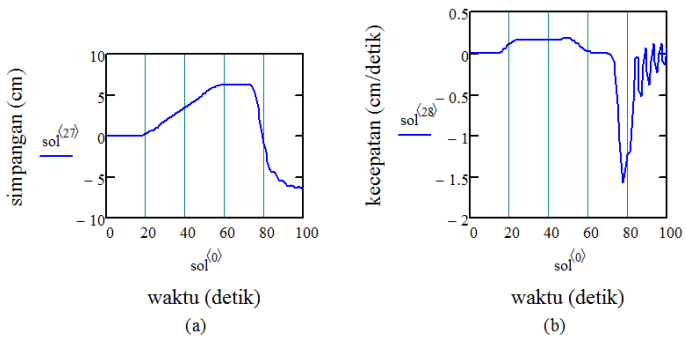 simpangan (cm)
sol⟨27⟩
10
5
0
− 5
− 10
0 20 40 60 80 100
sol⟨0⟩
waktu (detik)
(a)
kecepatan (cm/detik)
sol⟨28⟩
0.5
0
− 0.5
− 1
− 1.5
− 2
0 20 40 60 80 100
sol⟨0⟩
waktu (detik)
(b)